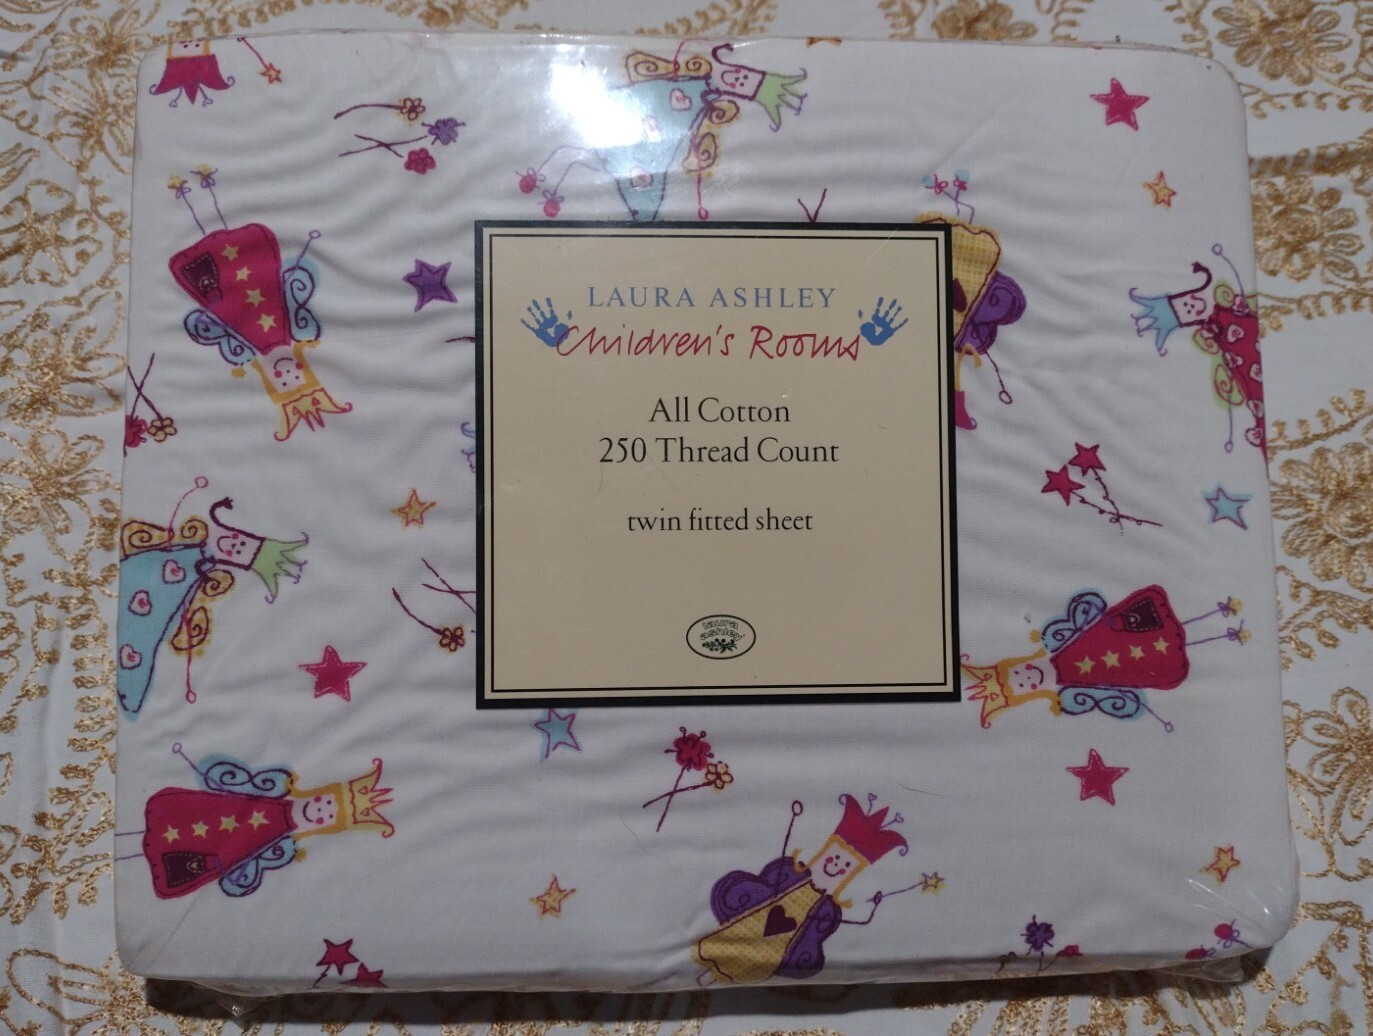 LAURA ASHLEY
Children's Rooms
All Cotton
250 Thread Count
twin fitted sheet
laura
ashley